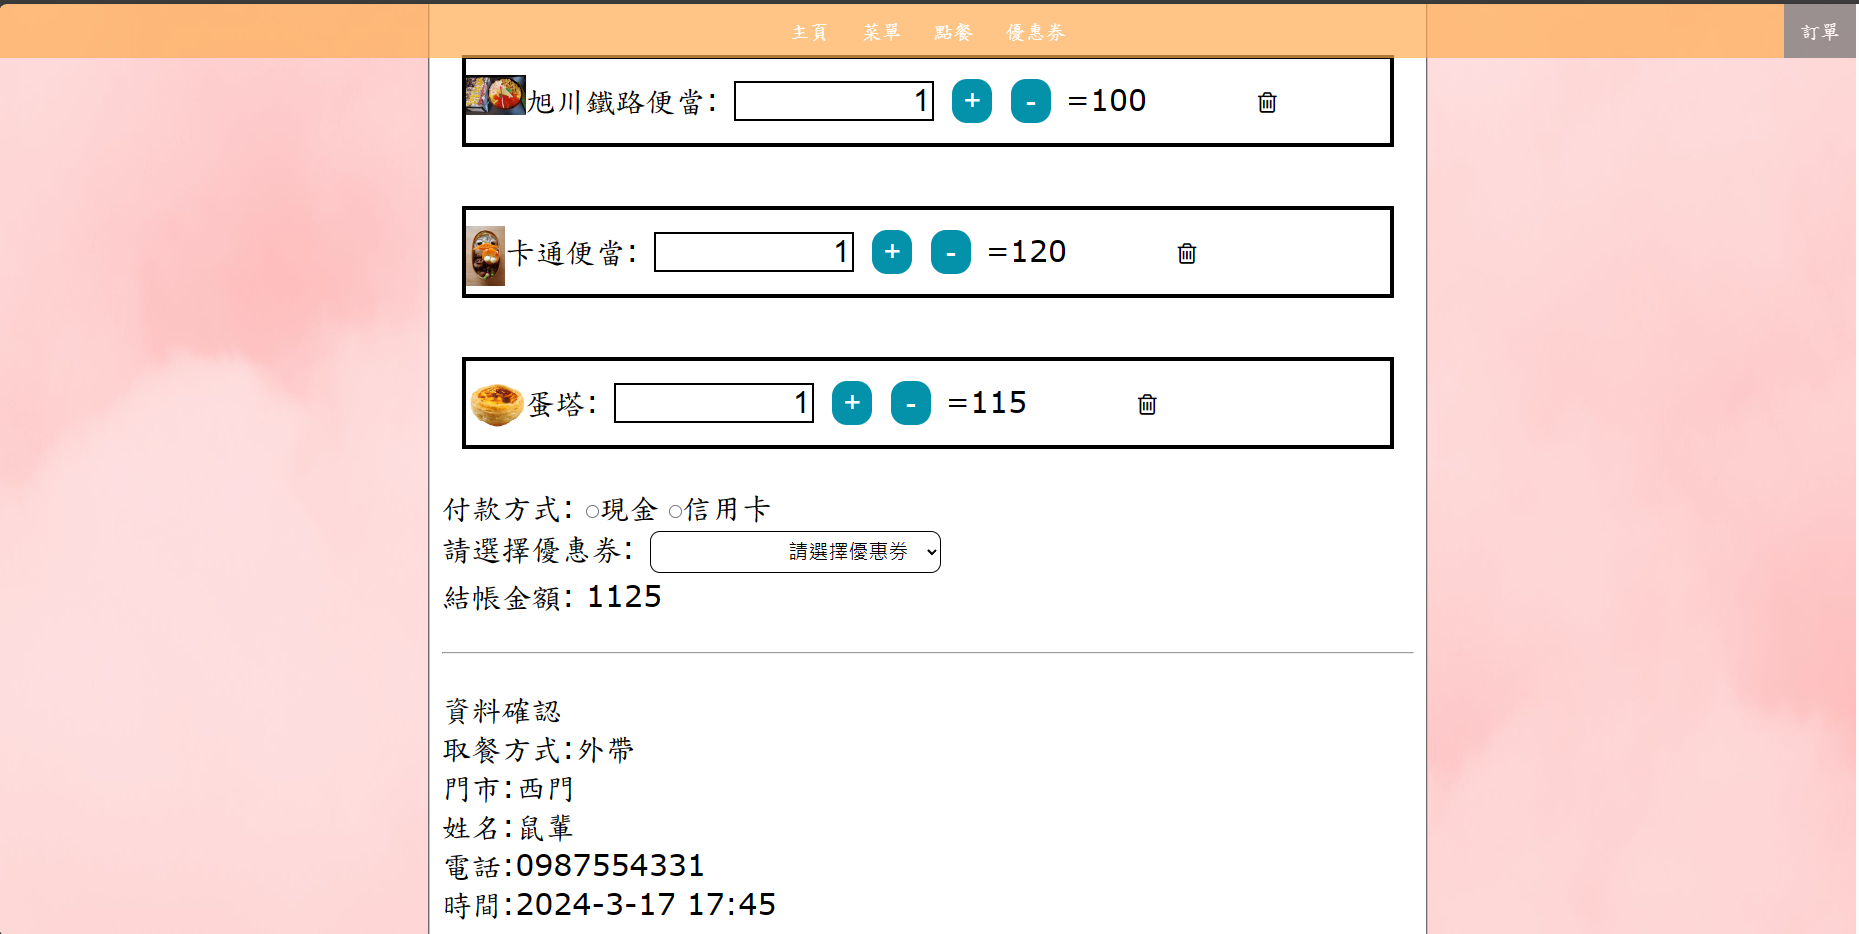 主頁 菜單 點餐 優惠券 訂單
旭川鐵路便當: 1 + - =100
卡通便當: 1 + - =120
蛋塔: 1 + - =115
付款方式: 現金 信用卡
請選擇優惠券: 請選擇優惠券
結帳金額: 1125
資料確認
取餐方式:外帶
門市:西門
姓名:鼠輩
電話:0987554331
時間:2024-3-17 17:45